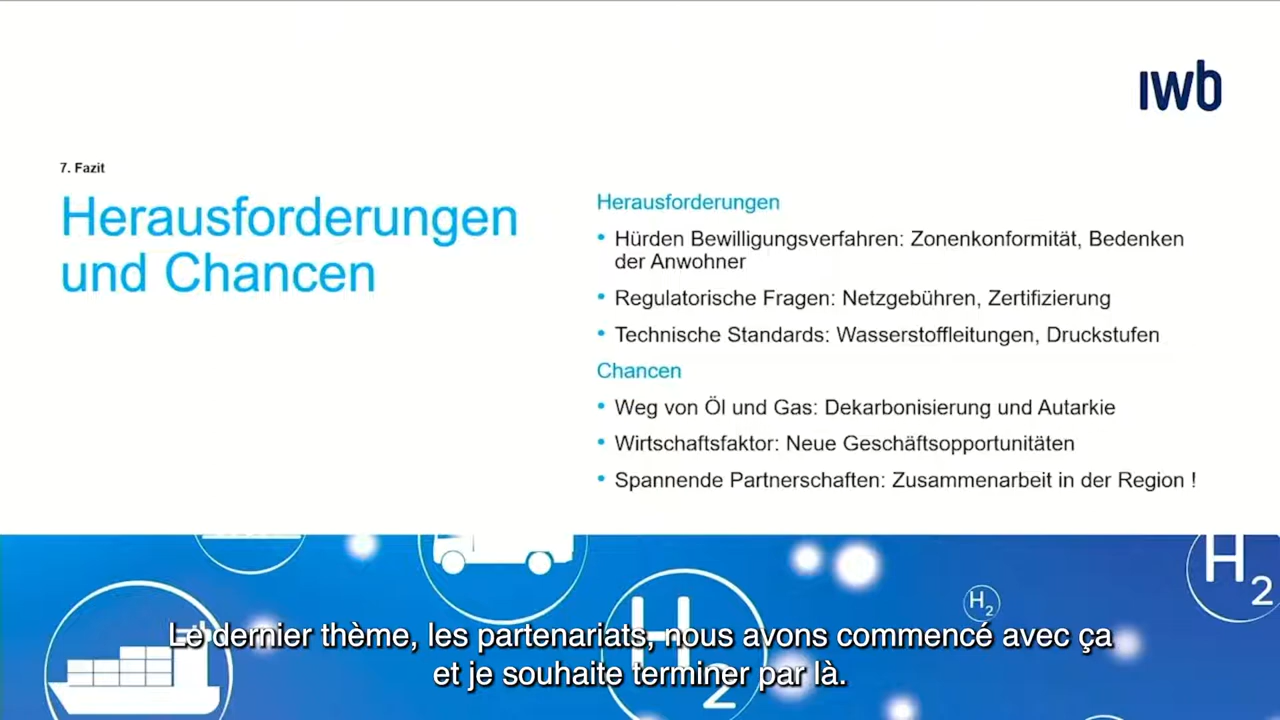 iwb
7. Fazit
Herausforderungen
und Chancen
Herausforderungen
• Hürden Bewilligungsverfahren: Zonenkonformität, Bedenken
der Anwohner
• Regulatorische Fragen: Netzgebühren, Zertifizierung
• Technische Standards: Wasserstoffleitungen, Druckstufen
Chancen
• Weg von Öl und Gas: Dekarbonisierung und Autarkie
• Wirtschaftsfaktor: Neue Geschäftsopportunitäten
• Spannende Partnerschaften: Zusammenarbeit in der Region !
H2
H2
H2
Le dernier thème, les partenariats, nous avons commencé avec ça
et je souhaite terminer par là.